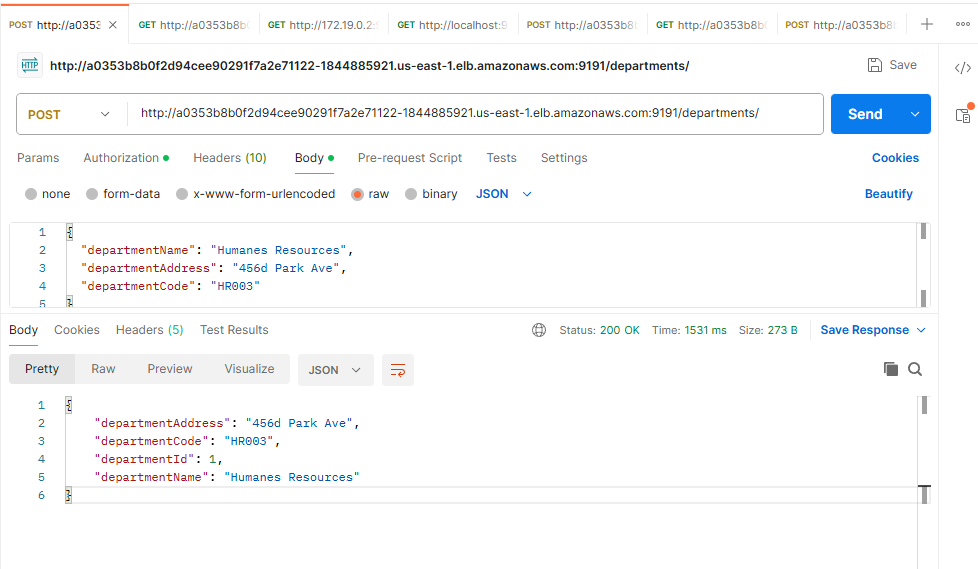 POST http://a0353 GET http://a0353b8b GET http://172.19.0.2: GET http://localhost:9 POST http://a0353b8 GET http://a0353b8b POST http://a0353b8
HTTP http://a0353b8b0f2d94cee90291f7a2e71122-1844885921.us-east-1.elb.amazonaws.com:9191/departments/ Save
POST http://a0353b8b0f2d94cee90291f7a2e71122-1844885921.us-east-1.elb.amazonaws.com:9191/departments/ Send
Params Authorization Headers (10) Body Pre-request Script Tests Settings Cookies
none form-data x-www-form-urlencoded raw binary JSON Beautify
1 {
2 "departmentName": "Humanes Resources",
3 "departmentAddress": "456d Park Ave",
4 "departmentCode": "HR003"
5 }
Body Cookies Headers (5) Test Results Status: 200 OK Time: 1531 ms Size: 273 B Save Response
Pretty Raw Preview Visualize JSON
1 {
2 "departmentAddress": "456d Park Ave",
3 "departmentCode": "HR003",
4 "departmentId": 1,
5 "departmentName": "Humanes Resources"
6 }